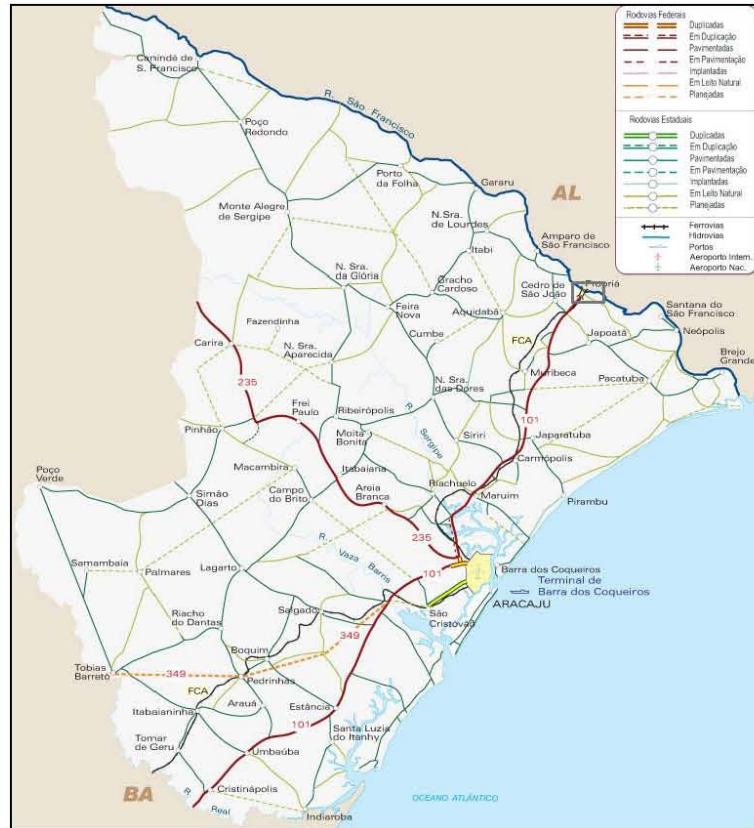 Rodovias Federais
Duplicadas
Em Duplicação
Pavimentadas
Em Pavimentação
Implantadas
Em Leito Natural
Planejadas
Rodovias Estaduais
Duplicadas
Em Duplicação
Pavimentadas
Em Pavimentação
Implantadas
Em Leito Natural
Planejadas
Ferrovias
Hidrovias
Portos
Aeroporto Intern.
Aeroporto Nac.
Canindé de
S. Francisco
R. São Francisco
Poço
Redondo
Porto
da Folha
Gararu
AL
Monte Alegre
de Sergipe
N.Sra.
de Lourdes
Itabi
Amparo de
São Francisco
N. Sra.
da Glória
Gracho
Cardoso
Cedro de
São João
Propriá
Santana do
São Francisco
Feira
Nova
Aquidabã
Neópolis
Fazendinha
Cumbe
FCA
Japoatã
Brejo
Grande
Carira
N. Sra.
Aparecida
Muribeca
Pacatuba
235
N. Sra.
das Dores
Frei
Paulo
Ribeirópolis
R. Sergipe
101
Pinhão
Moita
Bonita
Siriri
Japaratuba
Poço
Verde
Macambira
Itabaiana
Carmópolis
Simão
Dias
Campo
do Brito
Areia
Branca
Riachuelo
Maruim
Pirambu
R. Vaza Barris
235
101
Samambaia
Palmares
Lagarto
Barra dos Coqueiros
Terminal de
Barra dos Coqueiros
ARACAJU
Riacho
do Dantas
Salgado
São
Cristovão
349
Boquim
Tobias
Barreto
349
Pedrinhas
FCA
Itabaianinha
Arauá
Estância
101
Santa Luzia
do Itanhy
Tomar
de Geru
Umbaúba
BA
Cristinápolis
R. Real
Indiaroba
OCEANO ATLÂNTICO